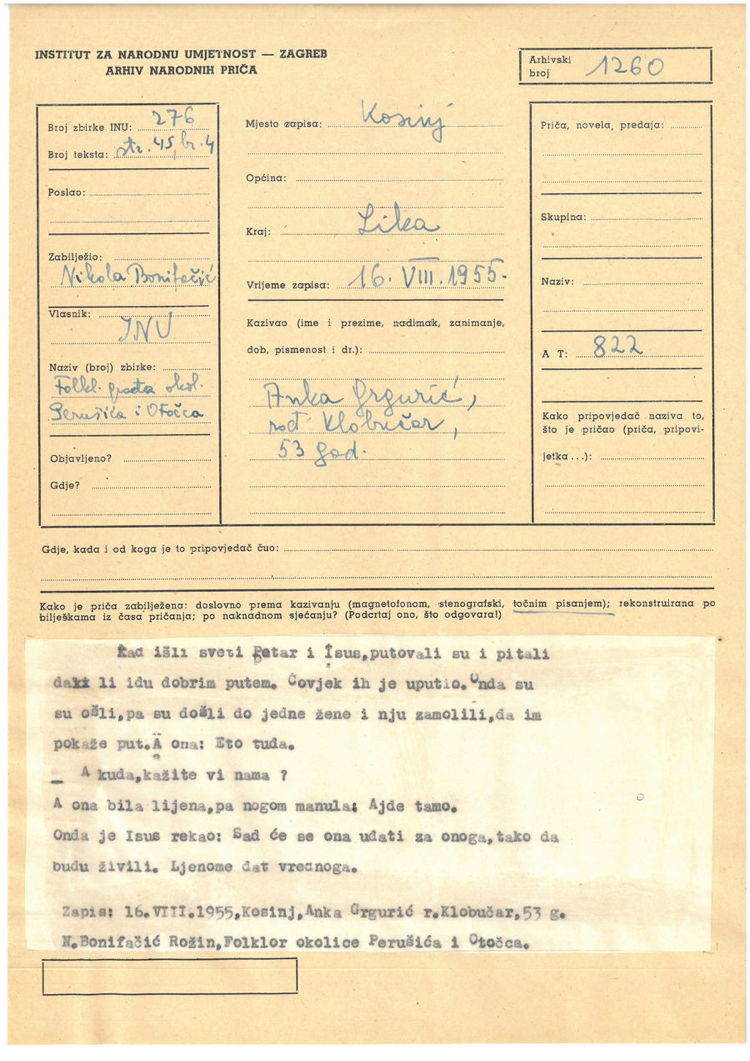 INSTITUT ZA NARODNU UMJETNOST — ZAGREB
ARHIV NARODNIH PRIČA
Arhivski broj 1260
Broj zbirke INU: 276
Broj teksta: str. 45, br. 4
Poslao:
Zabilježio:
Nikola Bonifačić
Vlasnik:
INU
Naziv (broj) zbirke:
Folkl. građa okol.
Perušića i Otočca
Objavljeno?
Gdje?
Mjesto zapisa: Kosinj
Općina:
Kraj: Lika
Vrijeme zapisa: 16. VIII. 1955.
Kazivao (ime i prezime, nadimak, zanimanje,
dob, pismenost i dr.):
Anka Grgurić,
rođ. Klobučar,
53 god.
Priča, novela, predaja:
Skupina:
Naziv:
A T: 822
Kako pripovjedač naziva to,
što je pričao (priča, pripovi-
jetka...):
Gdje, kada i od koga je to pripovjedač čuo:
Kako je priča zabilježena: doslovno prema kazivanju (magnetofonom, stenografski, točnim pisanjem); rekonstruirana po
bilješkama iz časa pričanja; po naknadnom sjećanju? (Podcrtaj ono, što odgovara!)
Kad išli sveti Petar i Isus,putovali su i pitali
dali li idu dobrim putem. Čovjek ih je uputio.Onda su
su ošli,pa su došli do jedne žene i nju zamolili,da im
pokaže put.A ona: Eto tuda.
_ A kuda,kažite vi nama ?
A ona bila lijena,pa nogom manula: Ajde tamo.
Onda je Isus rekao: Sad će se ona udati za onoga,tako da
budu živili. Ljenome dat vrednoga.
Zapis: 16.VIII.1955,Kosinj,Anka Grgurić r.Klobučar,53 g.
N.Bonifačić Rožin,Folklor okolice Perušića i Otočca.